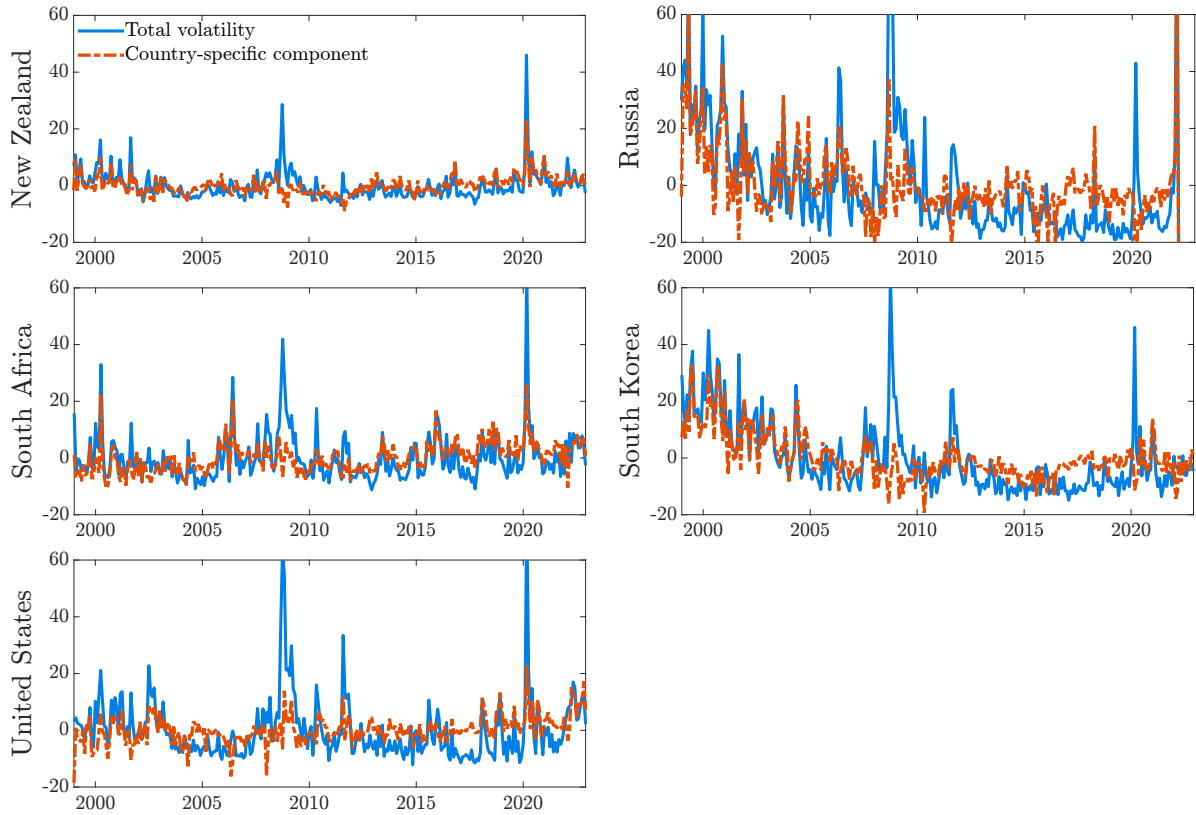 New Zealand
60
40
20
0
-20
Total volatility
Country-specific component
2000 2005 2010 2015 2020
Russia
60
40
20
0
-20
2000 2005 2010 2015 2020
South Africa
60
40
20
0
-20
2000 2005 2010 2015 2020
South Korea
60
40
20
0
-20
2000 2005 2010 2015 2020
United States
60
40
20
0
-20
2000 2005 2010 2015 2020